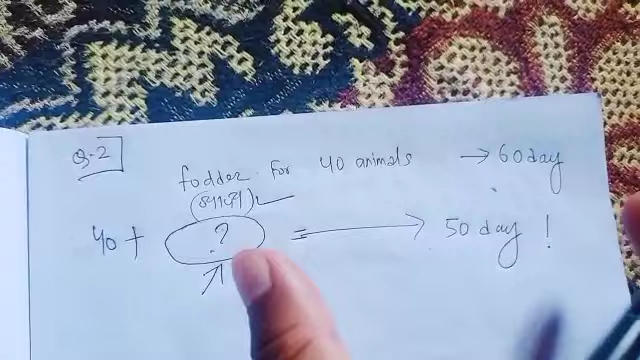 Q-2
fodder for 40 animals → 60 day
(चारा)
40 + ? = → 50 day !